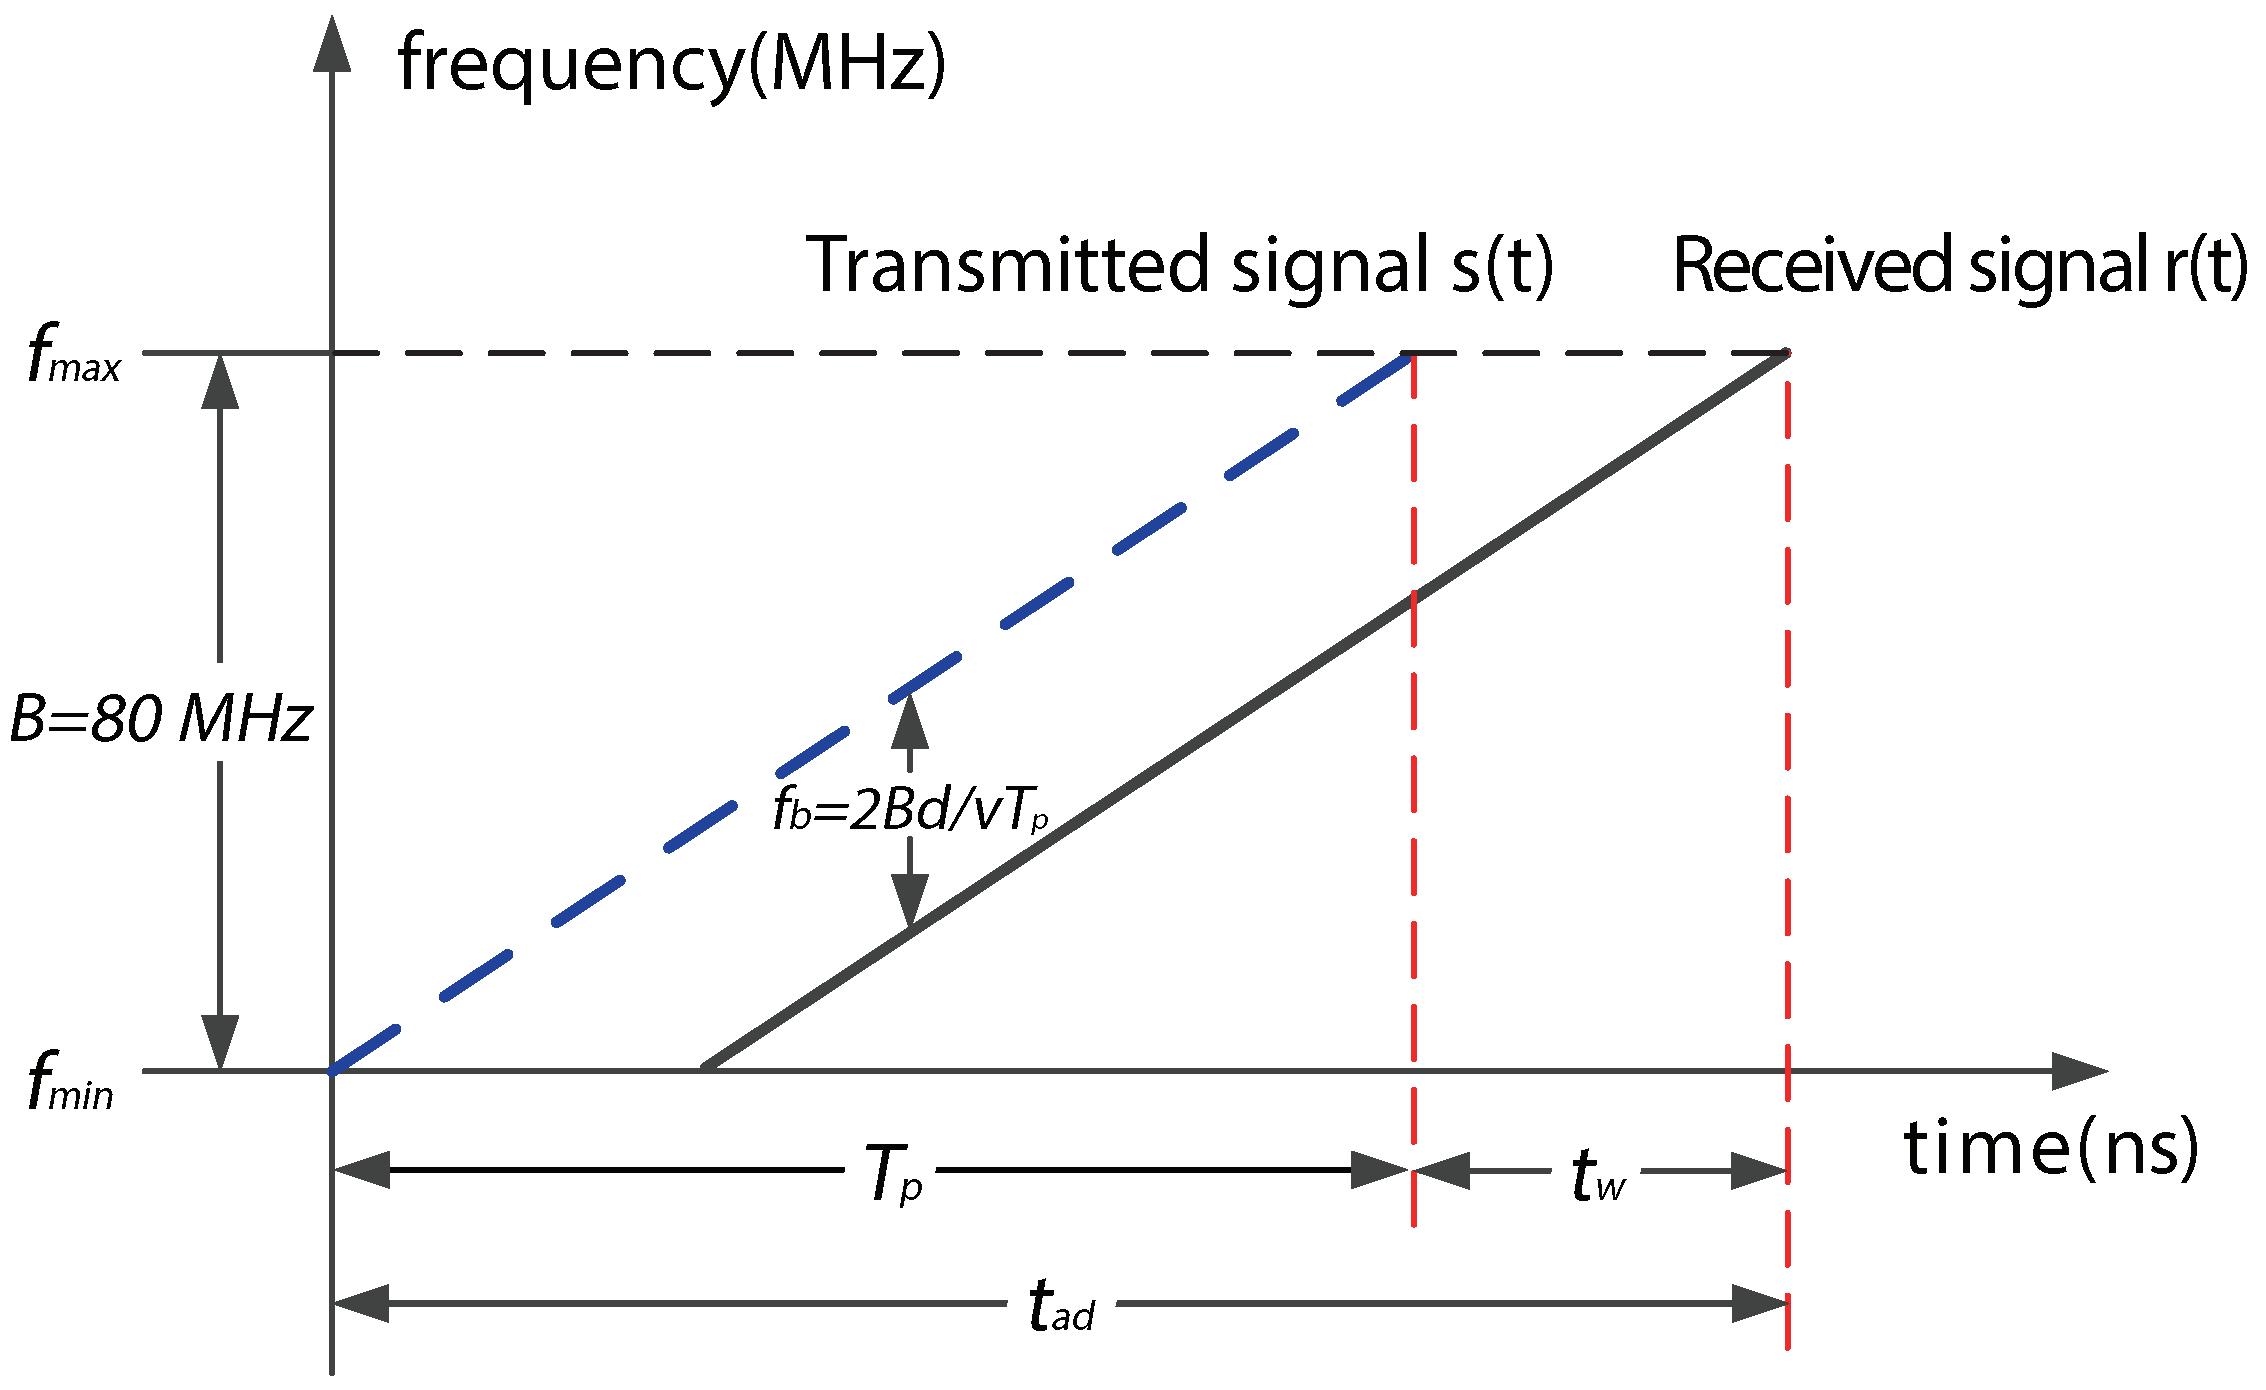 frequency(MHz)
Transmitted signal s(t)
Received signal r(t)
fmax
B=80 MHz
fb=2Bd/vTp
fmin
time(ns)
Tp
tw
tad